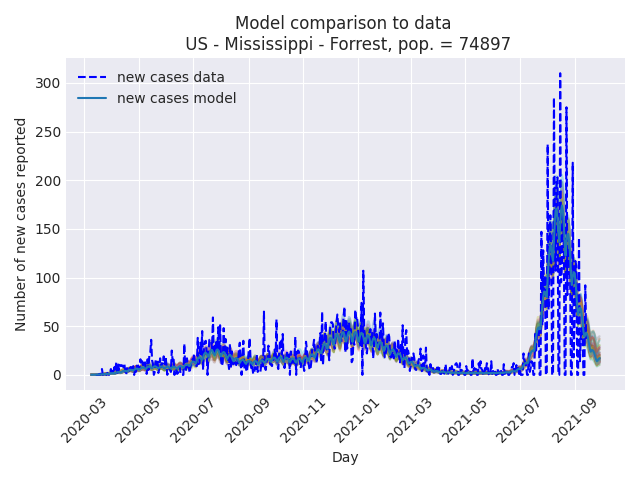 Model comparison to data
US - Mississippi - Forrest, pop. = 74897
new cases data
new cases model
Number of new cases reported
300
250
200
150
100
50
0
2020-03
2020-05
2020-07
2020-09
2020-11
2021-01
2021-03
2021-05
2021-07
2021-09
Day